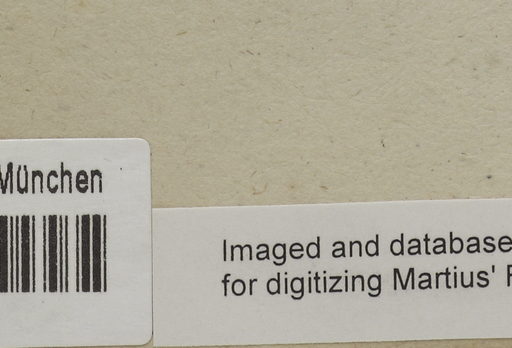 München
Imaged and database
for digitizing Martius'